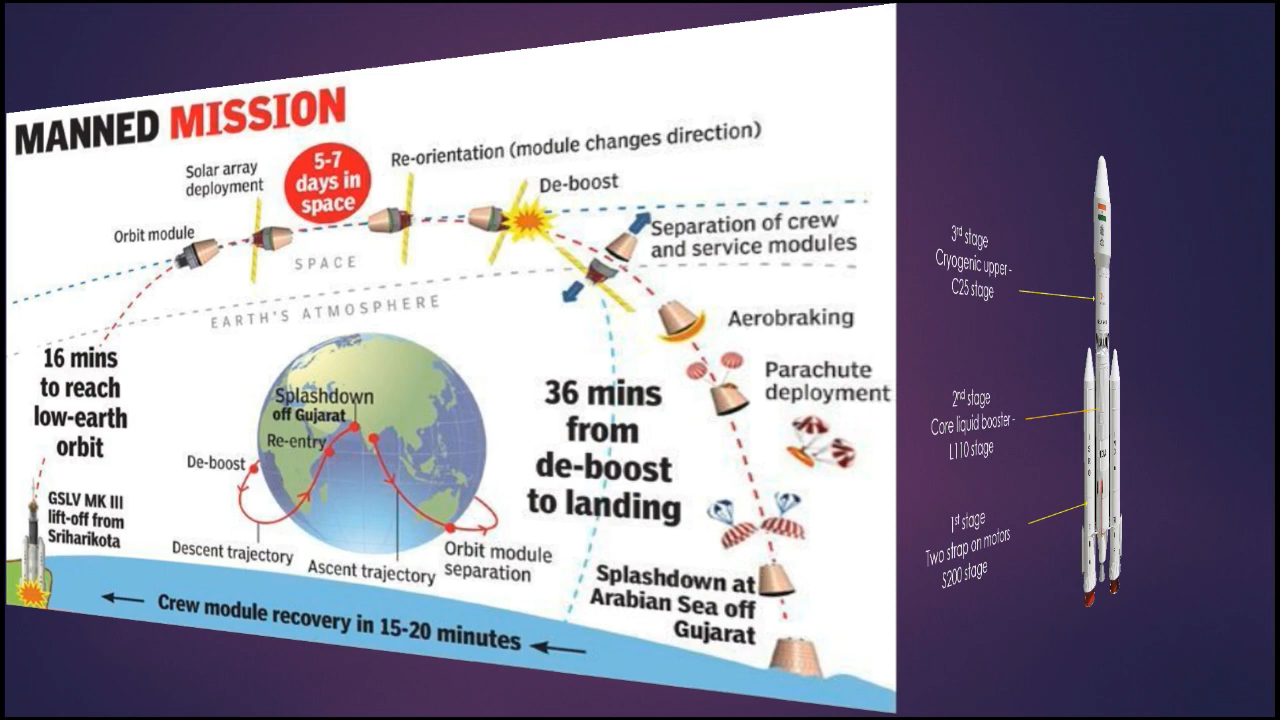 MANNED MISSION
Solar array
deployment
5-7
days in
space
Re-orientation (module changes direction)
De-boost
Orbit module
Separation of crew
and service modules
SPACE
EARTH'S ATMOSPHERE
Aerobraking
16 mins
to reach
low-earth
orbit
Parachute
deployment
Splashdown
off Gujarat
Re-entry
De-boost
36 mins
from
de-boost
to landing
GSLV MK III
lift-off from
Sriharikota
Descent trajectory
Ascent trajectory
Orbit module
separation
Splashdown at
Arabian Sea off
Gujarat
Crew module recovery in 15-20 minutes
3rd stage
Cryogenic upper -
C25 stage
2nd stage
Core liquid booster -
L110 stage
1st stage
Two strap on motors
S200 stage